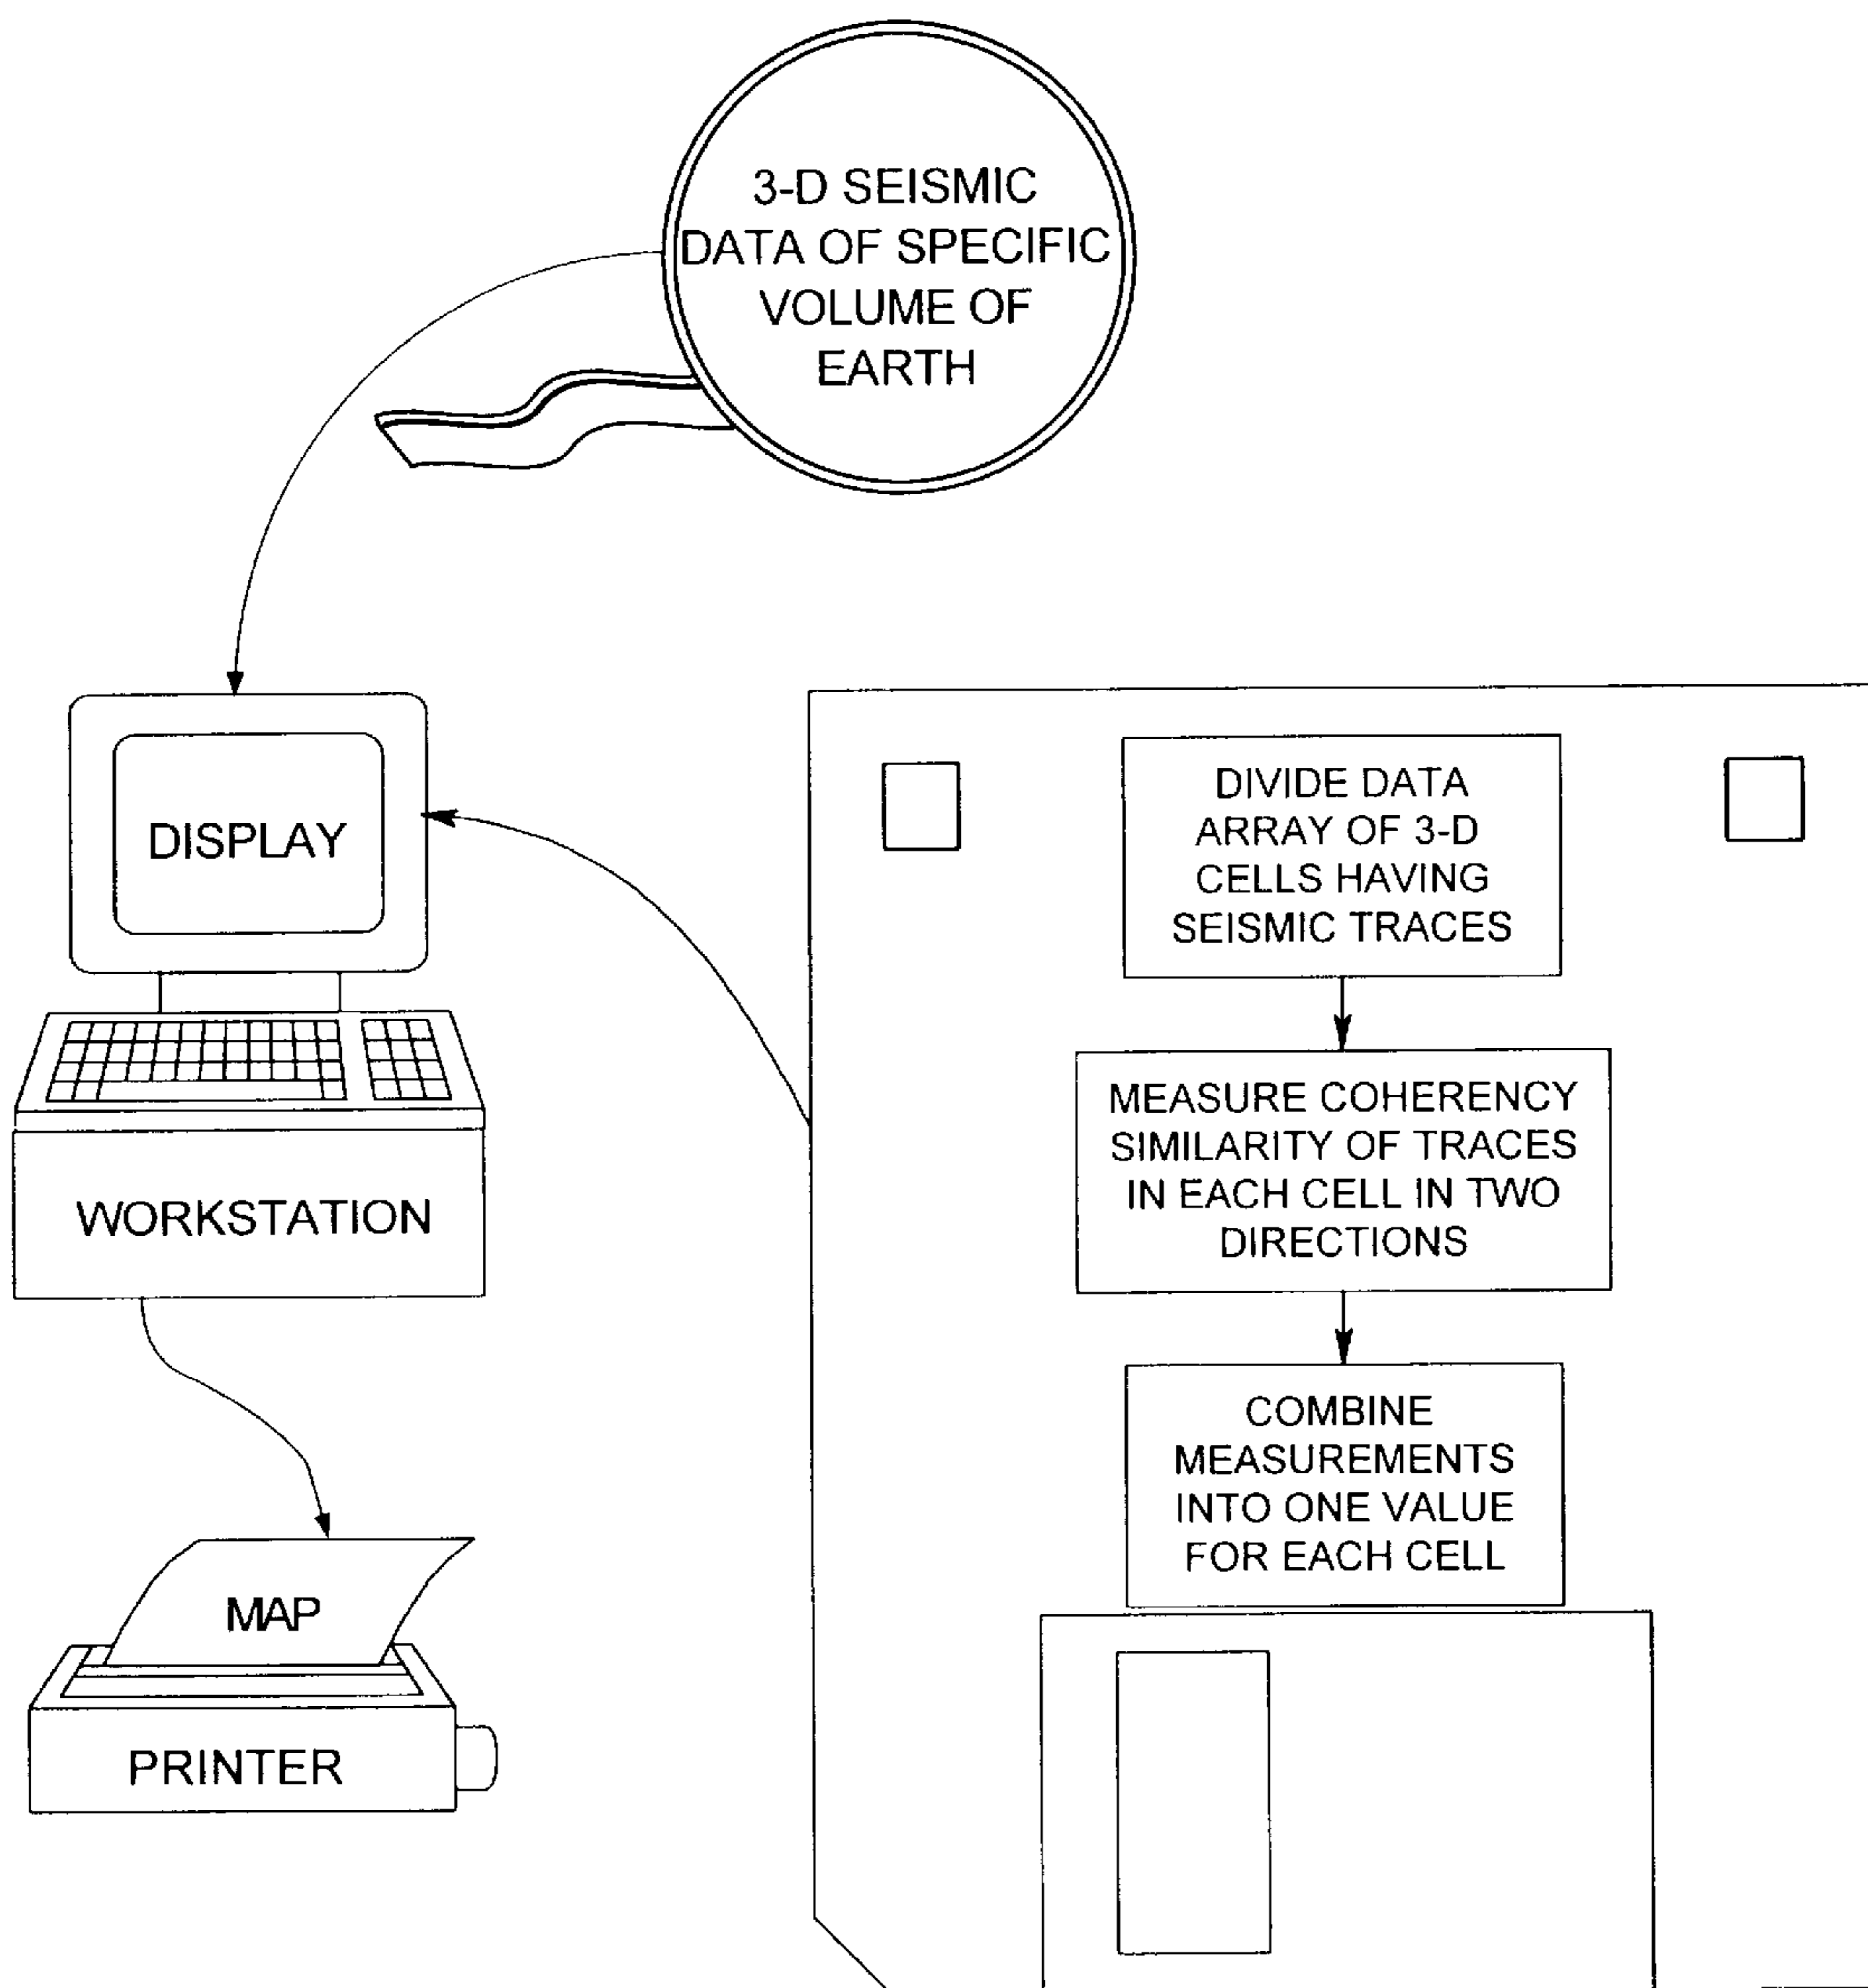 3-D SEISMIC
DATA OF SPECIFIC
VOLUME OF
EARTH
DISPLAY
WORKSTATION
MAP
PRINTER
DIVIDE DATA
ARRAY OF 3-D
CELLS HAVING
SEISMIC TRACES
MEASURE COHERENCY
SIMILARITY OF TRACES
IN EACH CELL IN TWO
DIRECTIONS
COMBINE
MEASUREMENTS
INTO ONE VALUE
FOR EACH CELL